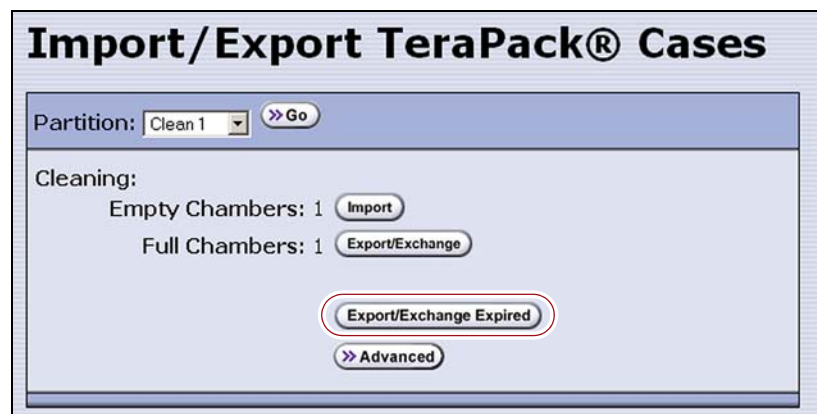 Import/Export TeraPack® Cases
Partition: Clean 1 >> Go
Cleaning:
Empty Chambers: 1 Import
Full Chambers: 1 Export/Exchange
Export/Exchange Expired
>> Advanced